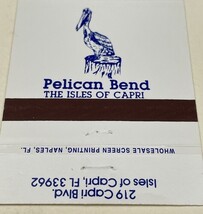 Pelican Bend
THE ISLES OF CAPRI
WHOLESALE SCREEN PRINTING, NAPLES, FL.
219 Capri Blvd.
Isles of Capri, FL 33962